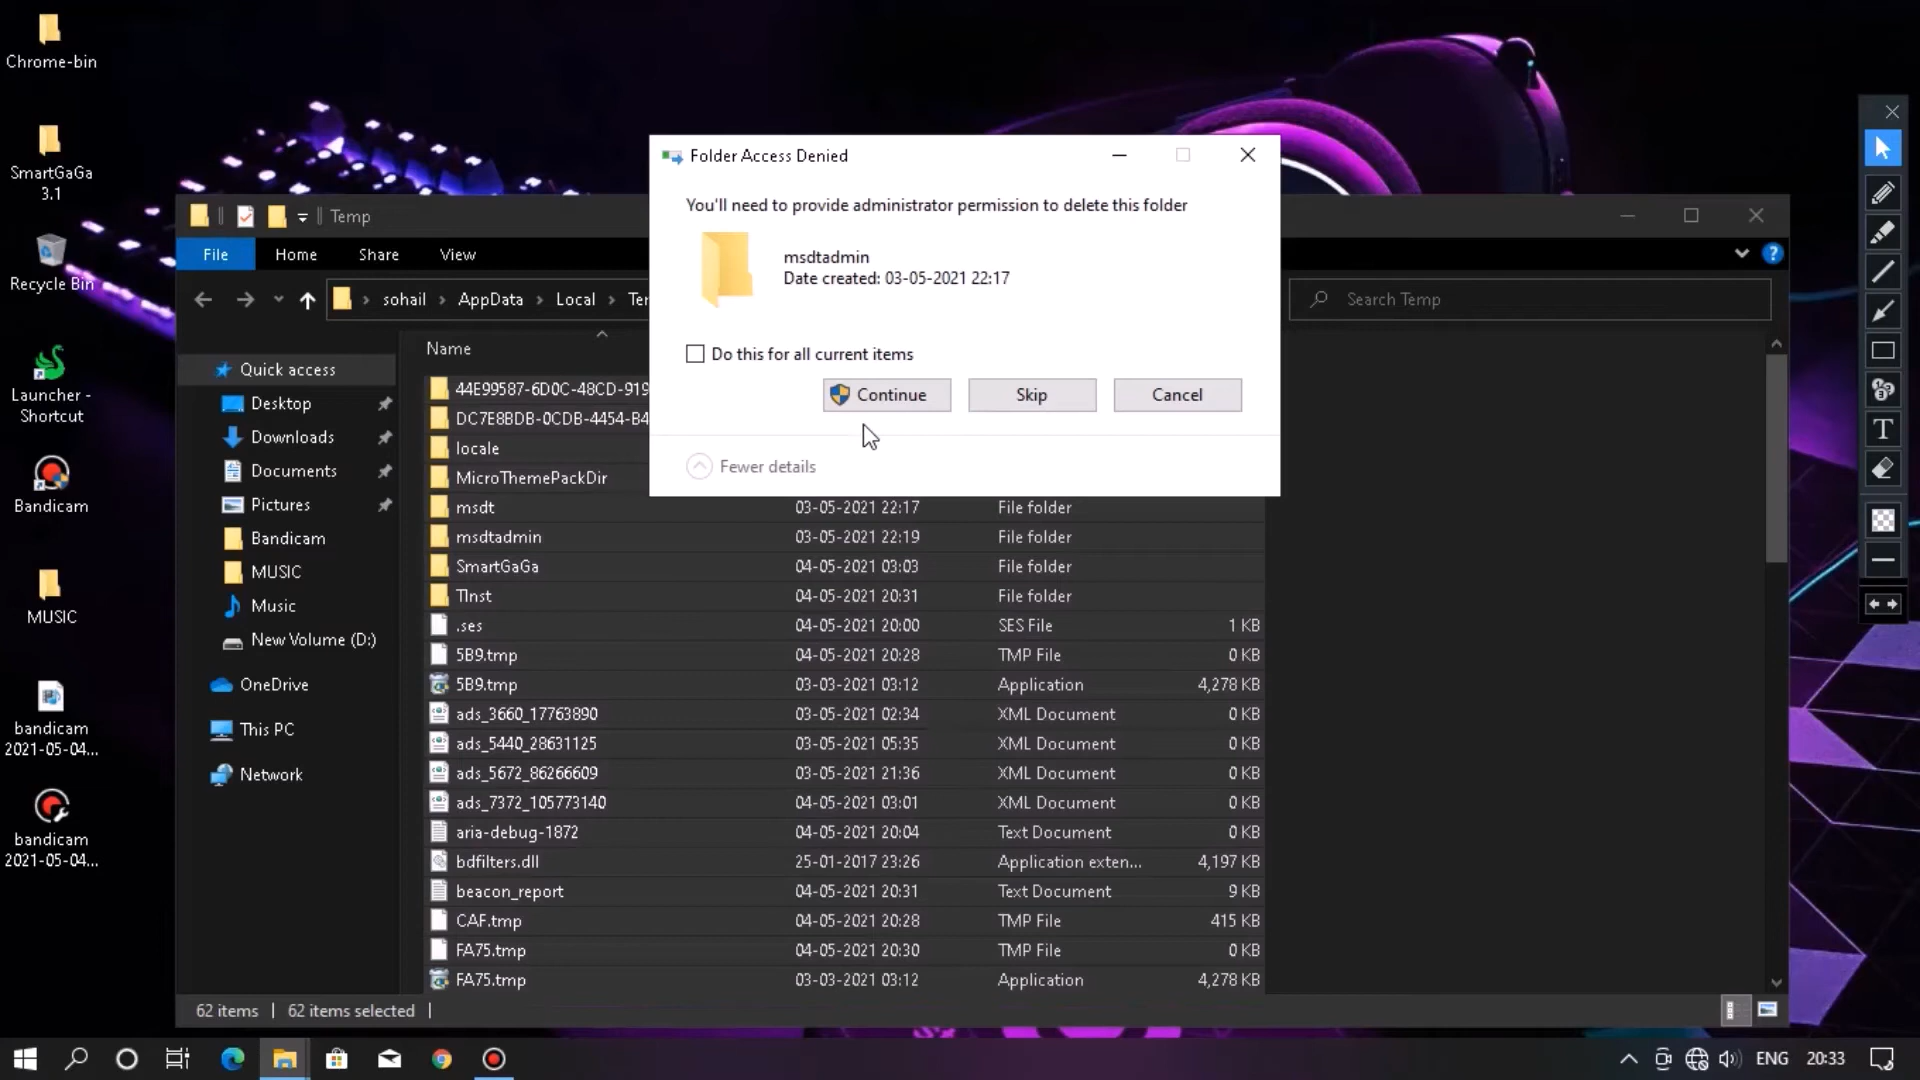 Chrome-bin
SmartGaGa
3.1
Recycle Bin
Launcher -
Shortcut
Bandicam
MUSIC
bandicam
2021-05-04...
bandicam
2021-05-04...
Temp
File
Home
Share
View
sohail
AppData
Local
Search Temp
Quick access
Desktop
Downloads
Documents
Pictures
Bandicam
MUSIC
Music
New Volume (D:)
OneDrive
This PC
Network
Name
44E99587-6D0C-48CD-919
DC7E8BDB-0CDB-4454-B4
locale
MicroThemePackDir
msdt 03-05-2021 22:17 File folder
msdtadmin 03-05-2021 22:19 File folder
SmartGaGa 04-05-2021 03:03 File folder
TInst 04-05-2021 20:31 File folder
.ses 04-05-2021 20:00 SES File 1 KB
5B9.tmp 04-05-2021 20:28 TMP File 0 KB
5B9.tmp 03-03-2021 03:12 Application 4,278 KB
ads_3660_17763890 03-05-2021 02:34 XML Document 0 KB
ads_5440_28631125 03-05-2021 05:35 XML Document 0 KB
ads_5672_86266609 03-05-2021 21:36 XML Document 0 KB
ads_7372_105773140 04-05-2021 03:01 XML Document 0 KB
aria-debug-1872 04-05-2021 20:04 Text Document 0 KB
bdfilters.dll 25-01-2017 23:26 Application exten... 4,197 KB
beacon_report 04-05-2021 20:31 Text Document 9 KB
CAF.tmp 04-05-2021 20:28 TMP File 415 KB
FA75.tmp 04-05-2021 20:30 TMP File 0 KB
FA75.tmp 03-03-2021 03:12 Application 4,278 KB
62 items
62 items selected
Folder Access Denied
You'll need to provide administrator permission to delete this folder
msdtadmin
Date created: 03-05-2021 22:17
Do this for all current items
Continue
Skip
Cancel
Fewer details
T
ENG
20:33